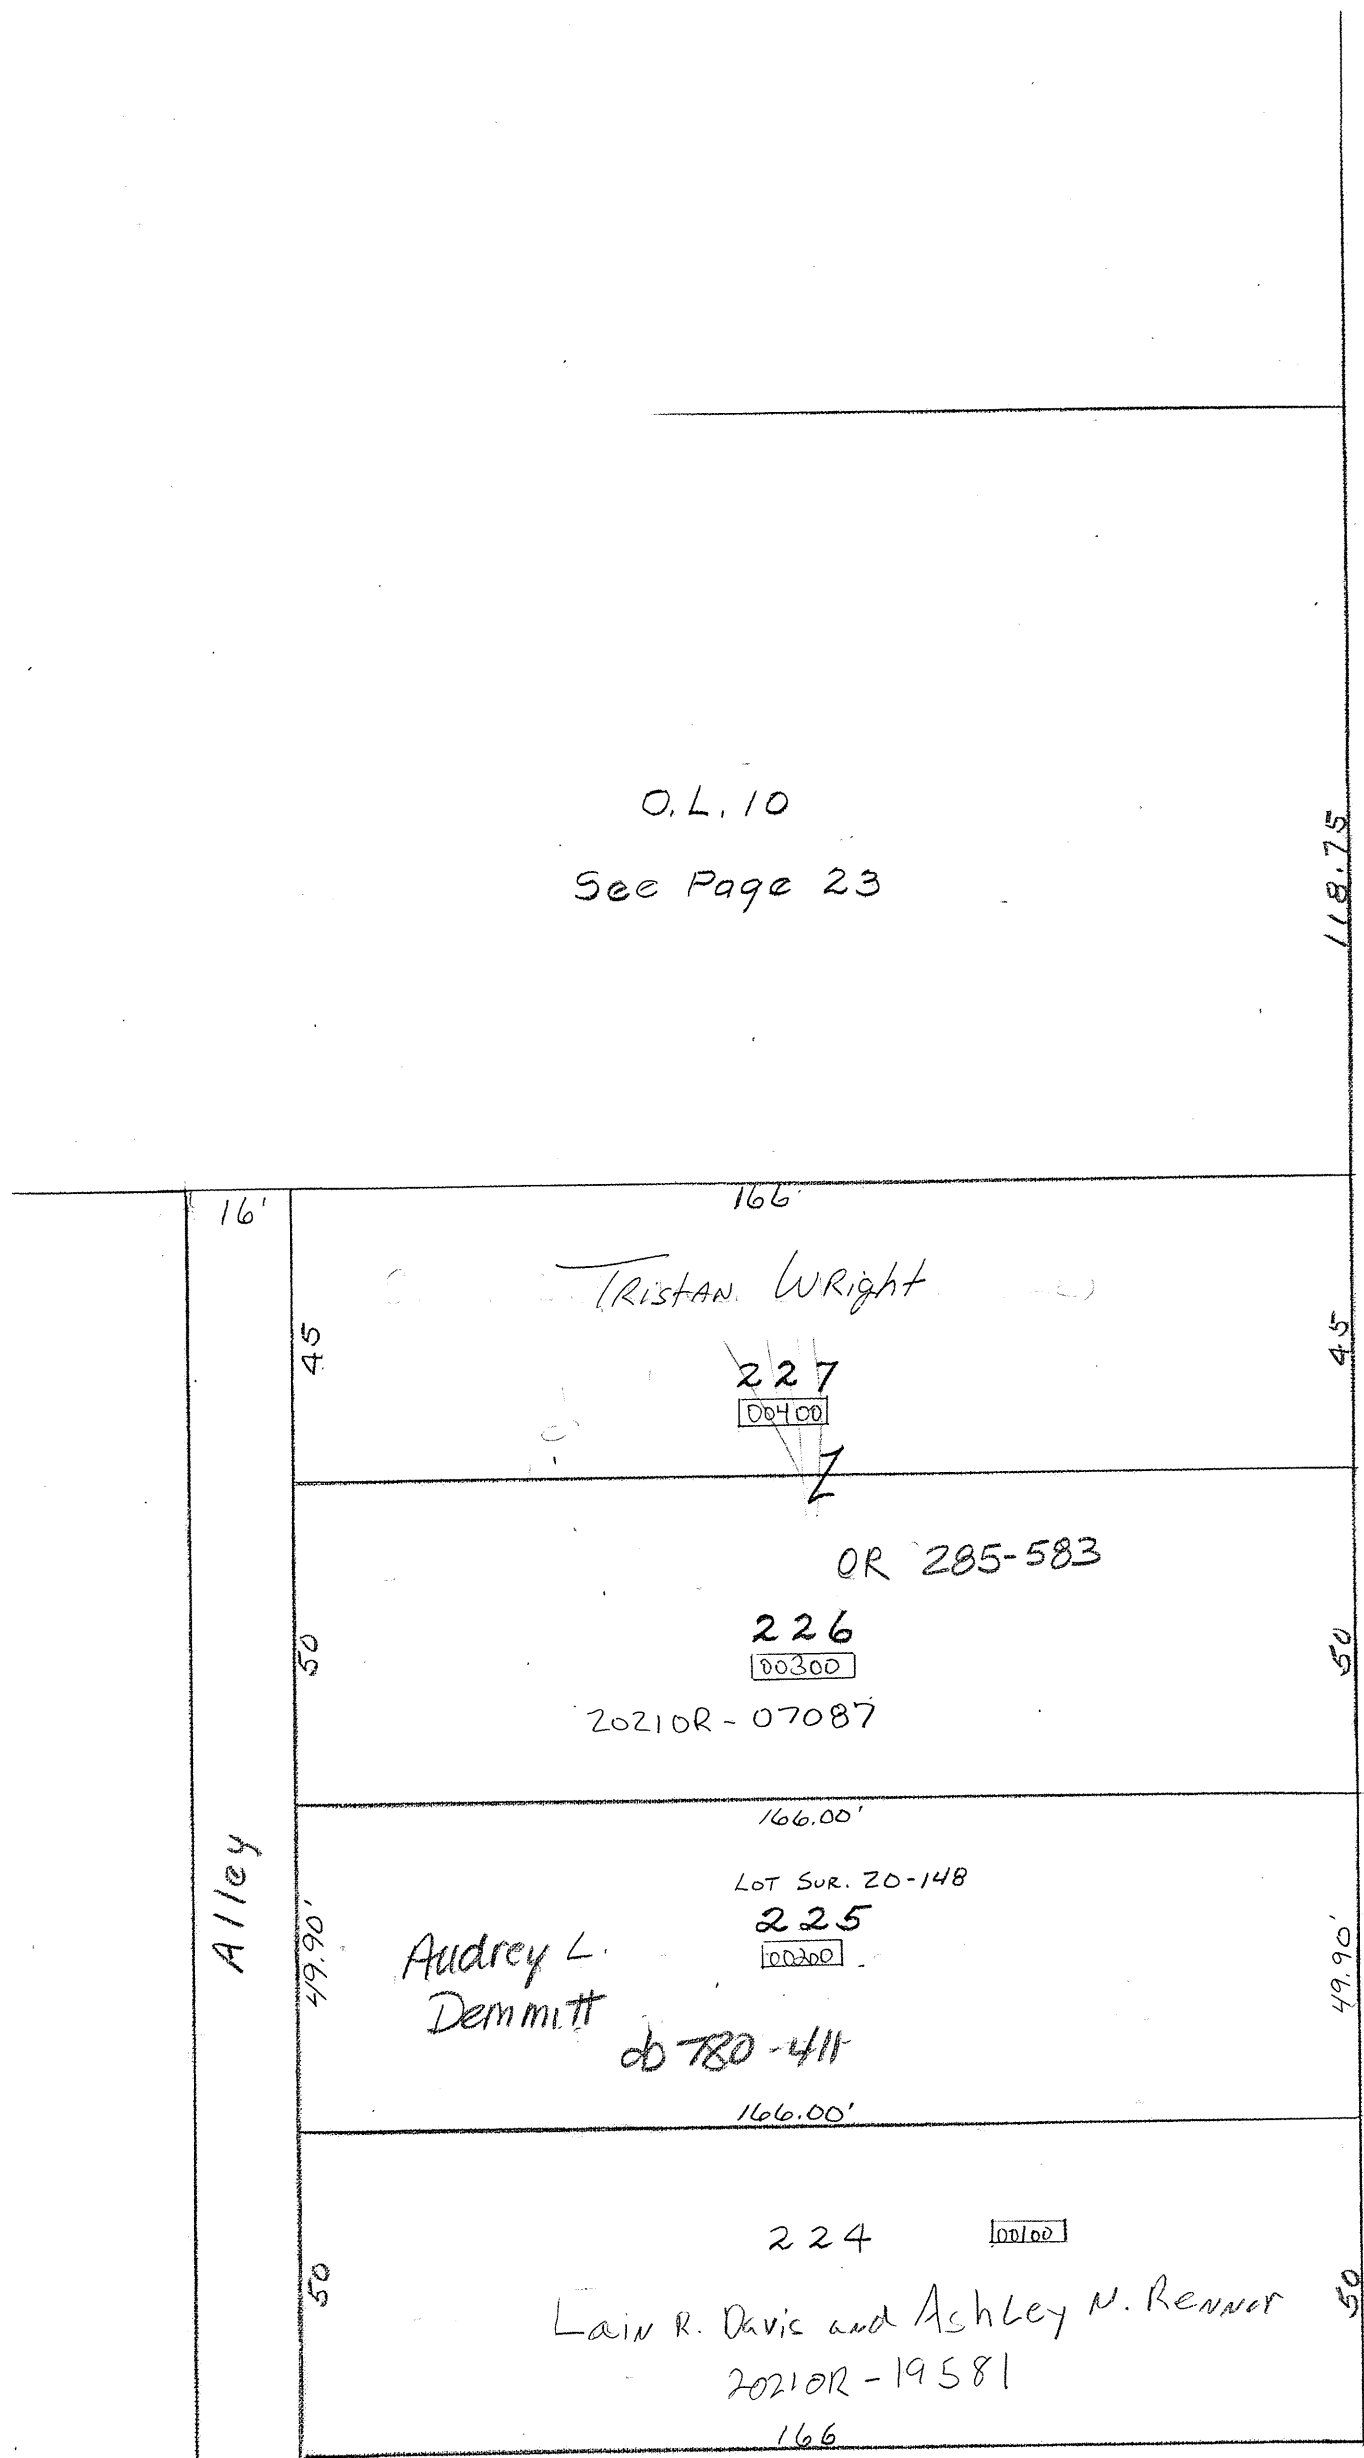 O.L.10
See Page 23
118.75
16'
166'
TRistAN WRight
45
45
227
00400
Z
OR 285-583
50
50
226
00300
2021OR-07087
166.00'
Alley
LOT SUR. 20-148
225
00200
49.90'
49.90'
Audrey L.
Demmitt
db 780-411
166.00'
224
00100
50
50
Lain R. Davis and Ashley N. Renner
2021OR-19581
166